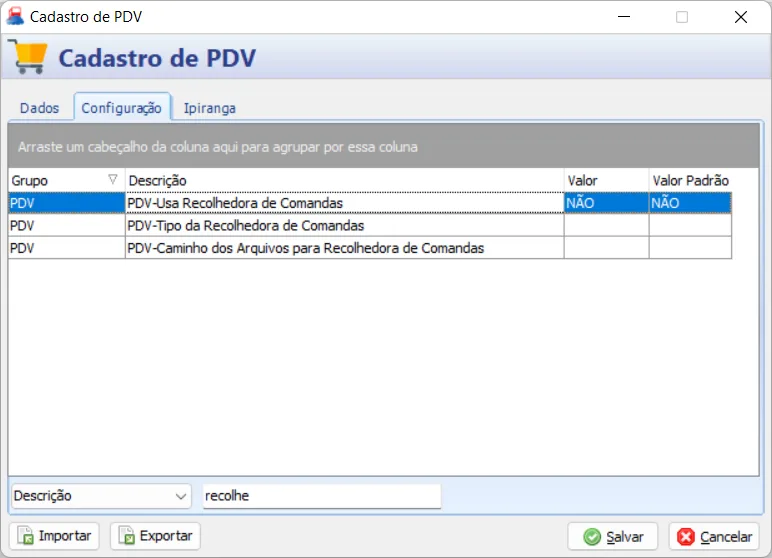 Cadastro de PDV
Cadastro de PDV
Dados Configuração Ipiranga
Arraste um cabeçalho da coluna aqui para agrupar por essa coluna
Grupo Descrição Valor Valor Padrão
PDV PDV-Usa Recolhedora de Comandas NÃO NÃO
PDV PDV-Tipo da Recolhedora de Comandas
PDV PDV-Caminho dos Arquivos para Recolhedora de Comandas
Descrição recolhe
Importar Exportar Salvar Cancelar